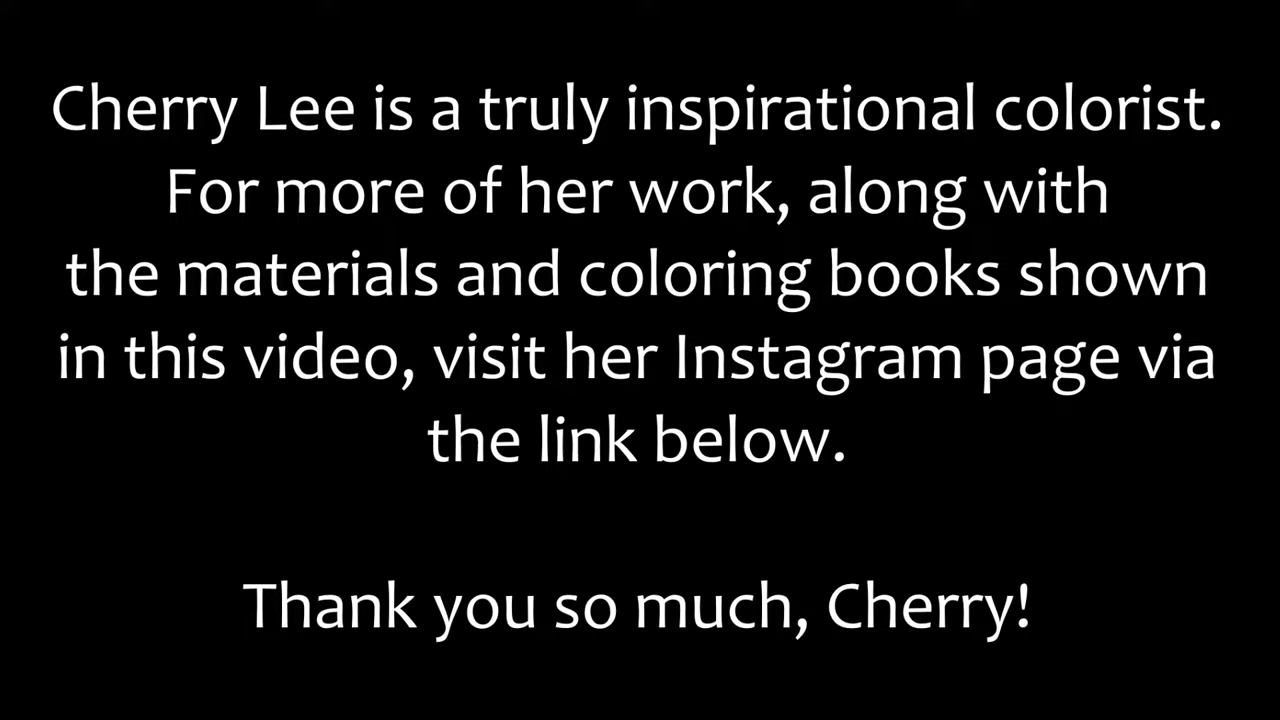 Cherry Lee is a truly inspirational colorist.
For more of her work, along with
the materials and coloring books shown
in this video, visit her Instagram page via
the link below.
Thank you so much, Cherry!